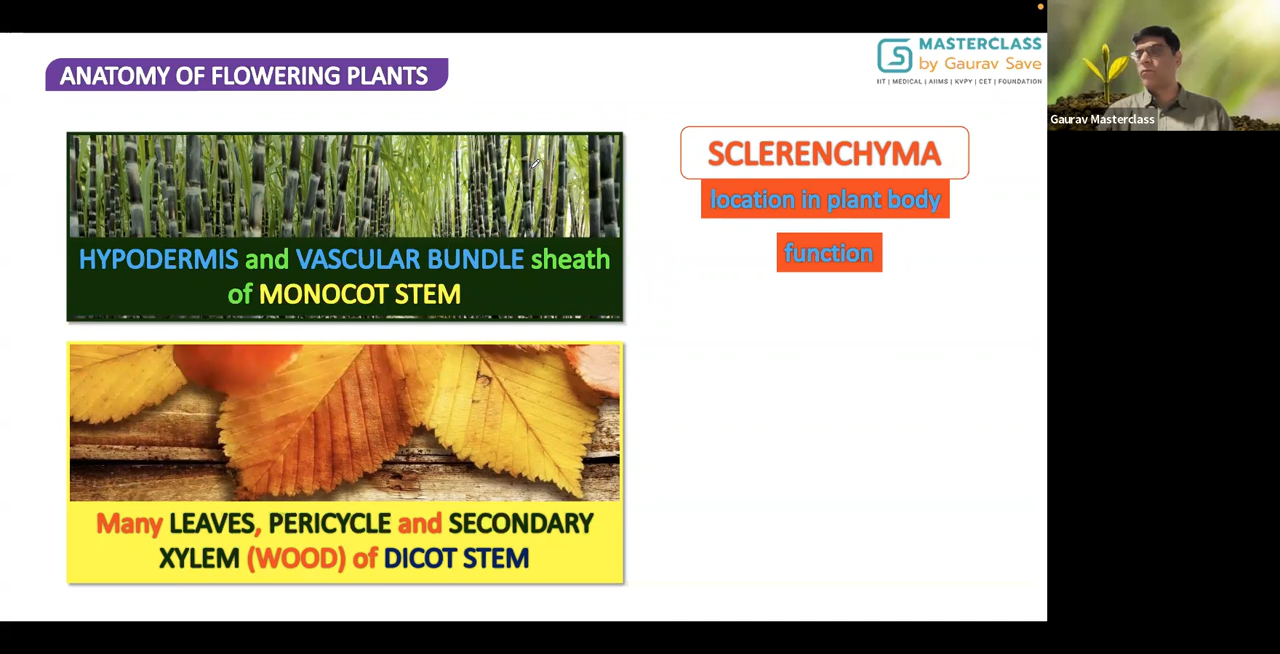 ANATOMY OF FLOWERING PLANTS
MASTERCLASS
by Gaurav Save
IIT | MEDICAL | AIIMS | KVPY | CET | FOUNDATION
Gaurav Masterclass
HYPODERMIS and VASCULAR BUNDLE sheath
of MONOCOT STEM
SCLERENCHYMA
location in plant body
function
Many LEAVES, PERICYCLE and SECONDARY
XYLEM (WOOD) of DICOT STEM